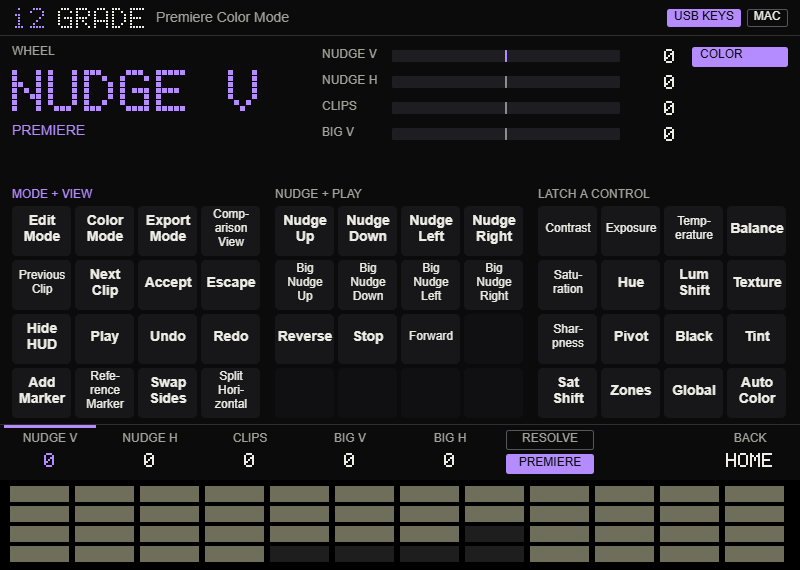 i2 GRADE Premiere Color Mode USB KEYS MAC
WHEEL
NUDGE V
PREMIERE
NUDGE V 0 COLOR
NUDGE H 0
CLIPS 0
BIG V 0
MODE + VIEW
Edit Mode
Color Mode
Export Mode
Comp-
arison
View
Previous Clip
Next Clip
Accept
Escape
Hide HUD
Play
Undo
Redo
Add Marker
Refe-
rence
Marker
Swap Sides
Split
Hori-
zontal
NUDGE + PLAY
Nudge Up
Nudge Down
Nudge Left
Nudge Right
Big Nudge Up
Big Nudge Down
Big Nudge Left
Big Nudge Right
Reverse
Stop
Forward
LATCH A CONTROL
Contrast
Exposure
Temp-
erature
Balance
Satu-
ration
Hue
Lum Shift
Texture
Shar-
pness
Pivot
Black
Tint
Sat Shift
Zones
Global
Auto Color
NUDGE V NUDGE H CLIPS BIG V BIG H RESOLVE BACK
0 0 0 0 0 PREMIERE HOME